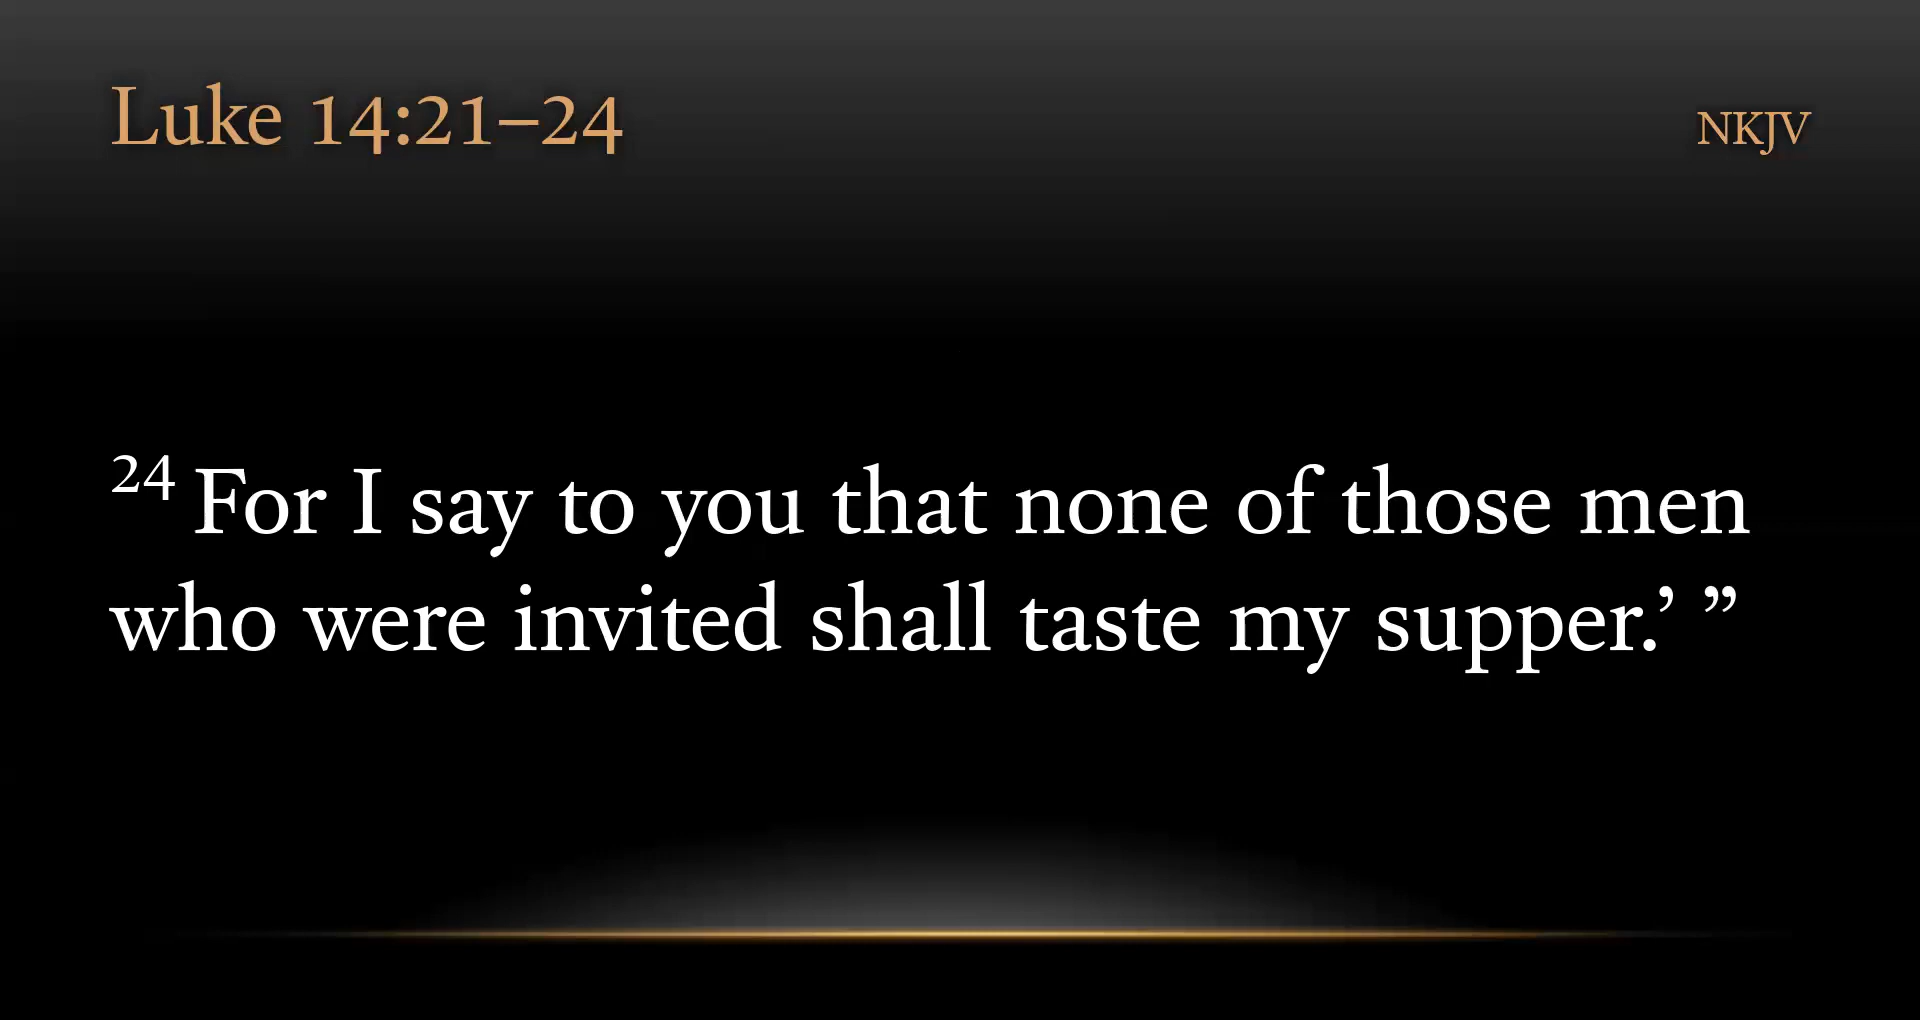 Luke 14:21–24
NKJV
24 For I say to you that none of those men
who were invited shall taste my supper.’ ”